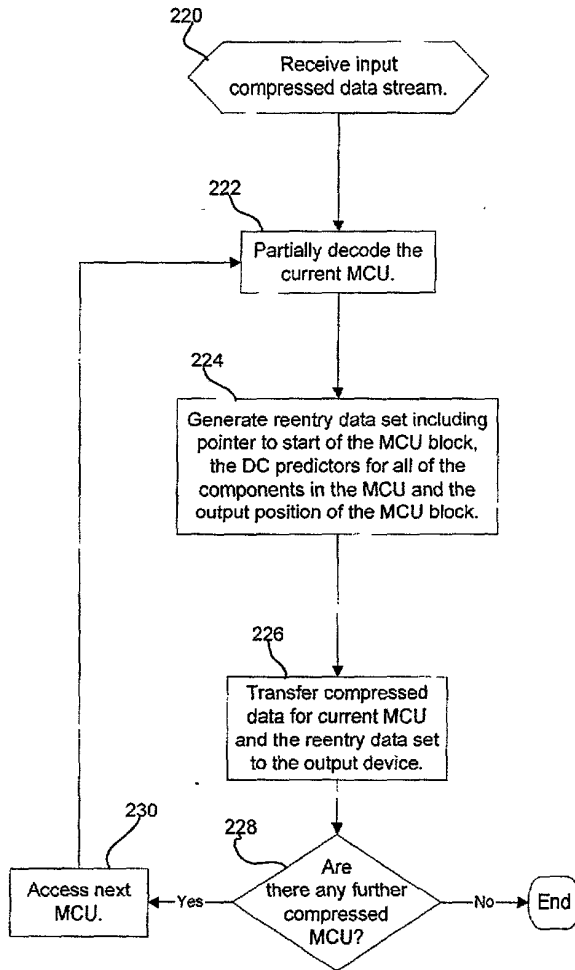 220
Receive input
compressed data stream.
222
Partially decode the
current MCU.
224
Generate reentry data set including
pointer to start of the MCU block,
the DC predictors for all of the
components in the MCU and the
output position of the MCU block.
226
Transfer compressed
data for current MCU
and the reentry data set
to the output device.
228
Are
there any further
compressed
MCU?
Yes
No
End
230
Access next
MCU.